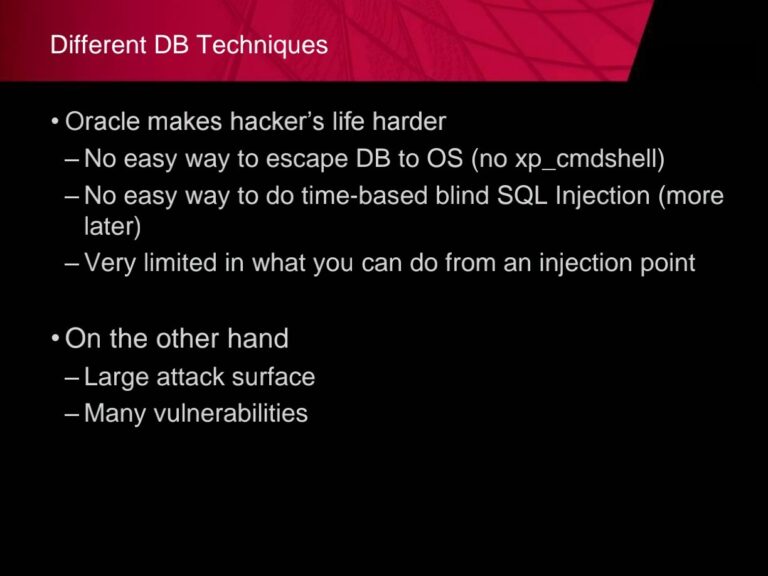 Different DB Techniques
• Oracle makes hacker’s life harder
– No easy way to escape DB to OS (no xp_cmdshell)
– No easy way to do time-based blind SQL Injection (more
later)
– Very limited in what you can do from an injection point
• On the other hand
– Large attack surface
– Many vulnerabilities